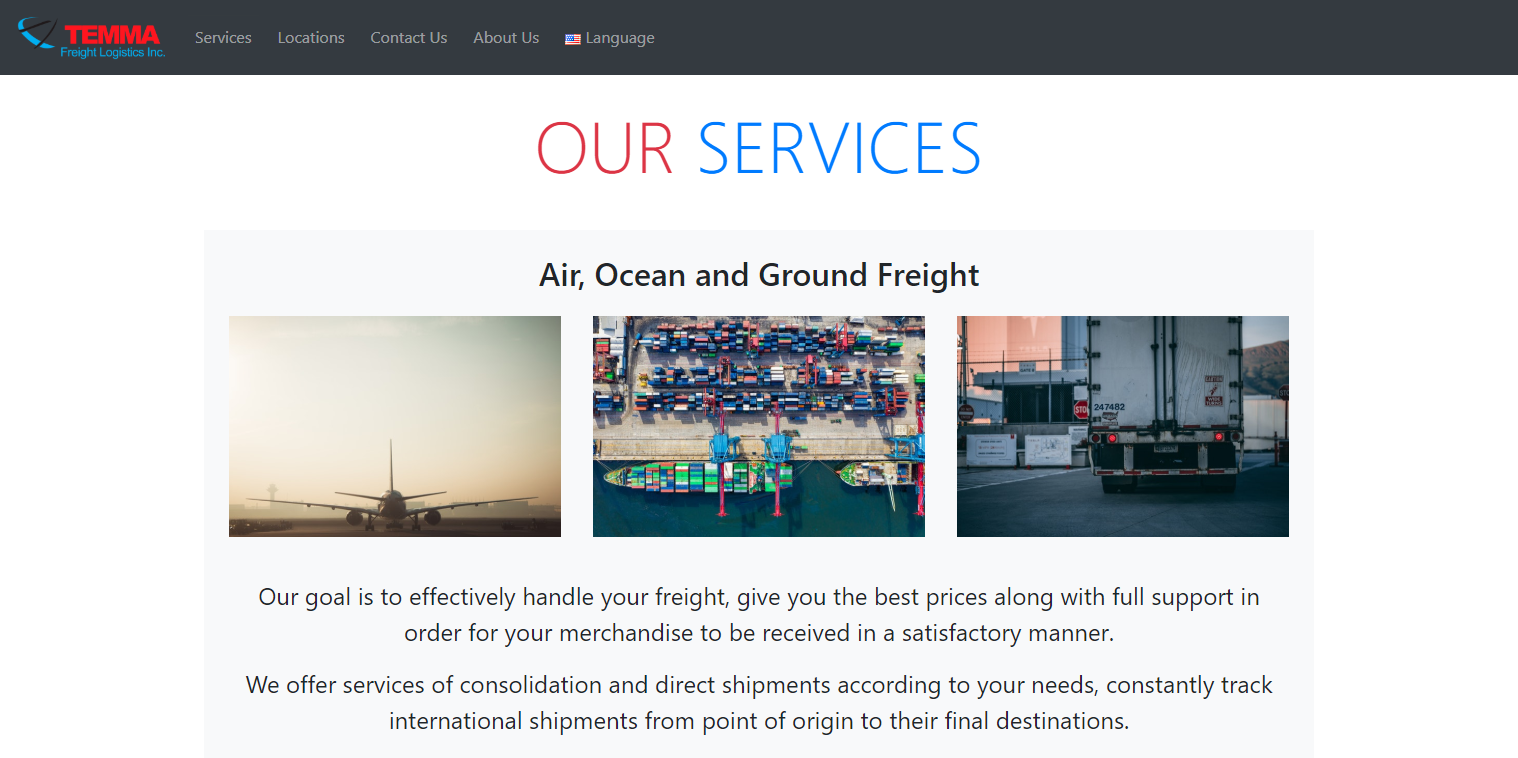 TEMMA
Freight Logistics Inc.
Services Locations Contact Us About Us Language
OUR SERVICES
Air, Ocean and Ground Freight
STOP
247482
Our goal is to effectively handle your freight, give you the best prices along with full support in
order for your merchandise to be received in a satisfactory manner.
We offer services of consolidation and direct shipments according to your needs, constantly track
international shipments from point of origin to their final destinations.